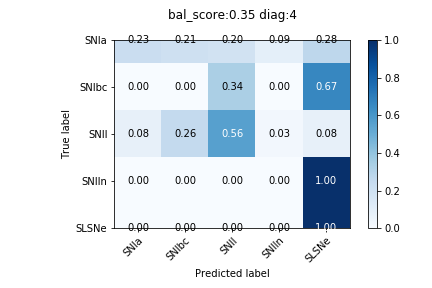 bal_score:0.35 diag:4
SNIa 0.23 0.21 0.20 0.09 0.28
SNIbc 0.00 0.00 0.34 0.00 0.67
SNII 0.08 0.26 0.56 0.03 0.08
SNIIn 0.00 0.00 0.00 0.00 1.00
SLSNe 0.00 0.00 0.00 0.00 1.00
SNIa SNIbc SNII SNIIn SLSNe
True label
Predicted label
1.0
0.8
0.6
0.4
0.2
0.0